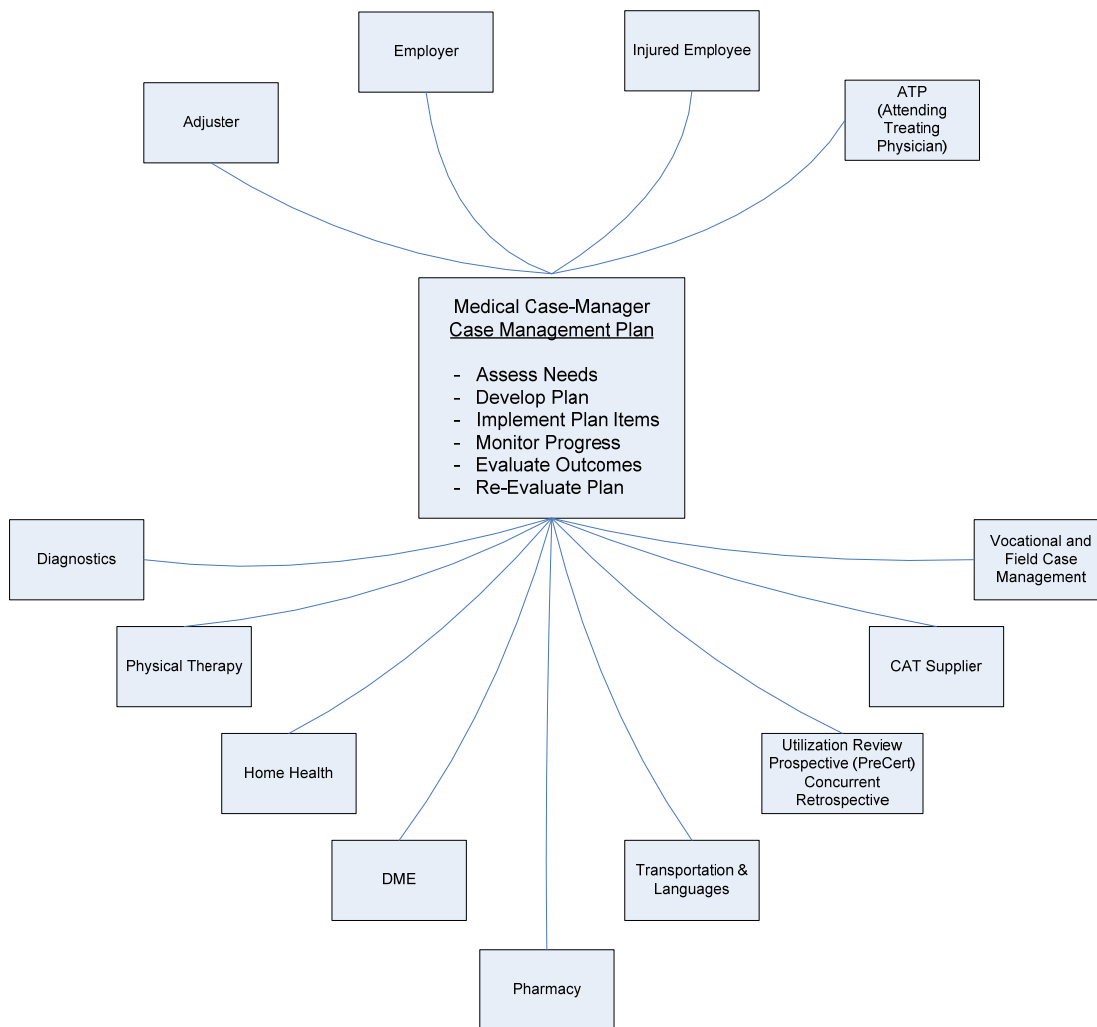 Employer
Injured Employee
Adjuster
ATP
(Attending
Treating
Physician)
Medical Case-Manager
Case Management Plan
- Assess Needs
- Develop Plan
- Implement Plan Items
- Monitor Progress
- Evaluate Outcomes
- Re-Evaluate Plan
Diagnostics
Vocational and
Field Case
Management
Physical Therapy
CAT Supplier
Home Health
Utilization Review
Prospective (PreCert)
Concurrent
Retrospective
DME
Transportation &
Languages
Pharmacy